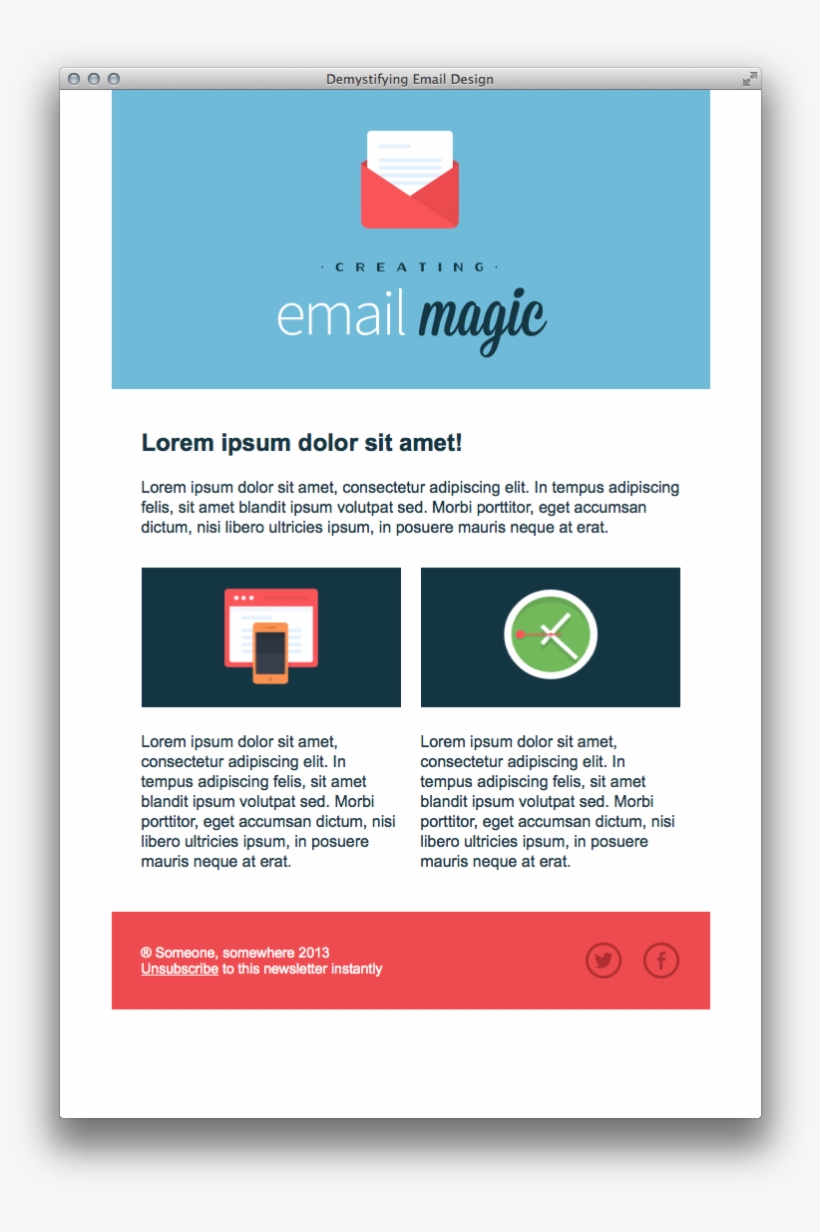 Demystifying Email Design
· CREATING ·
email magic
Lorem ipsum dolor sit amet!
Lorem ipsum dolor sit amet, consectetur adipiscing elit. In tempus adipiscing
felis, sit amet blandit ipsum volutpat sed. Morbi porttitor, eget accumsan
dictum, nisi libero ultricies ipsum, in posuere mauris neque at erat.
Lorem ipsum dolor sit amet,
consectetur adipiscing elit. In
tempus adipiscing felis, sit amet
blandit ipsum volutpat sed. Morbi
porttitor, eget accumsan dictum, nisi
libero ultricies ipsum, in posuere
mauris neque at erat.
Lorem ipsum dolor sit amet,
consectetur adipiscing elit. In
tempus adipiscing felis, sit amet
blandit ipsum volutpat sed. Morbi
porttitor, eget accumsan dictum, nisi
libero ultricies ipsum, in posuere
mauris neque at erat.
® Someone, somewhere 2013
Unsubscribe to this newsletter instantly